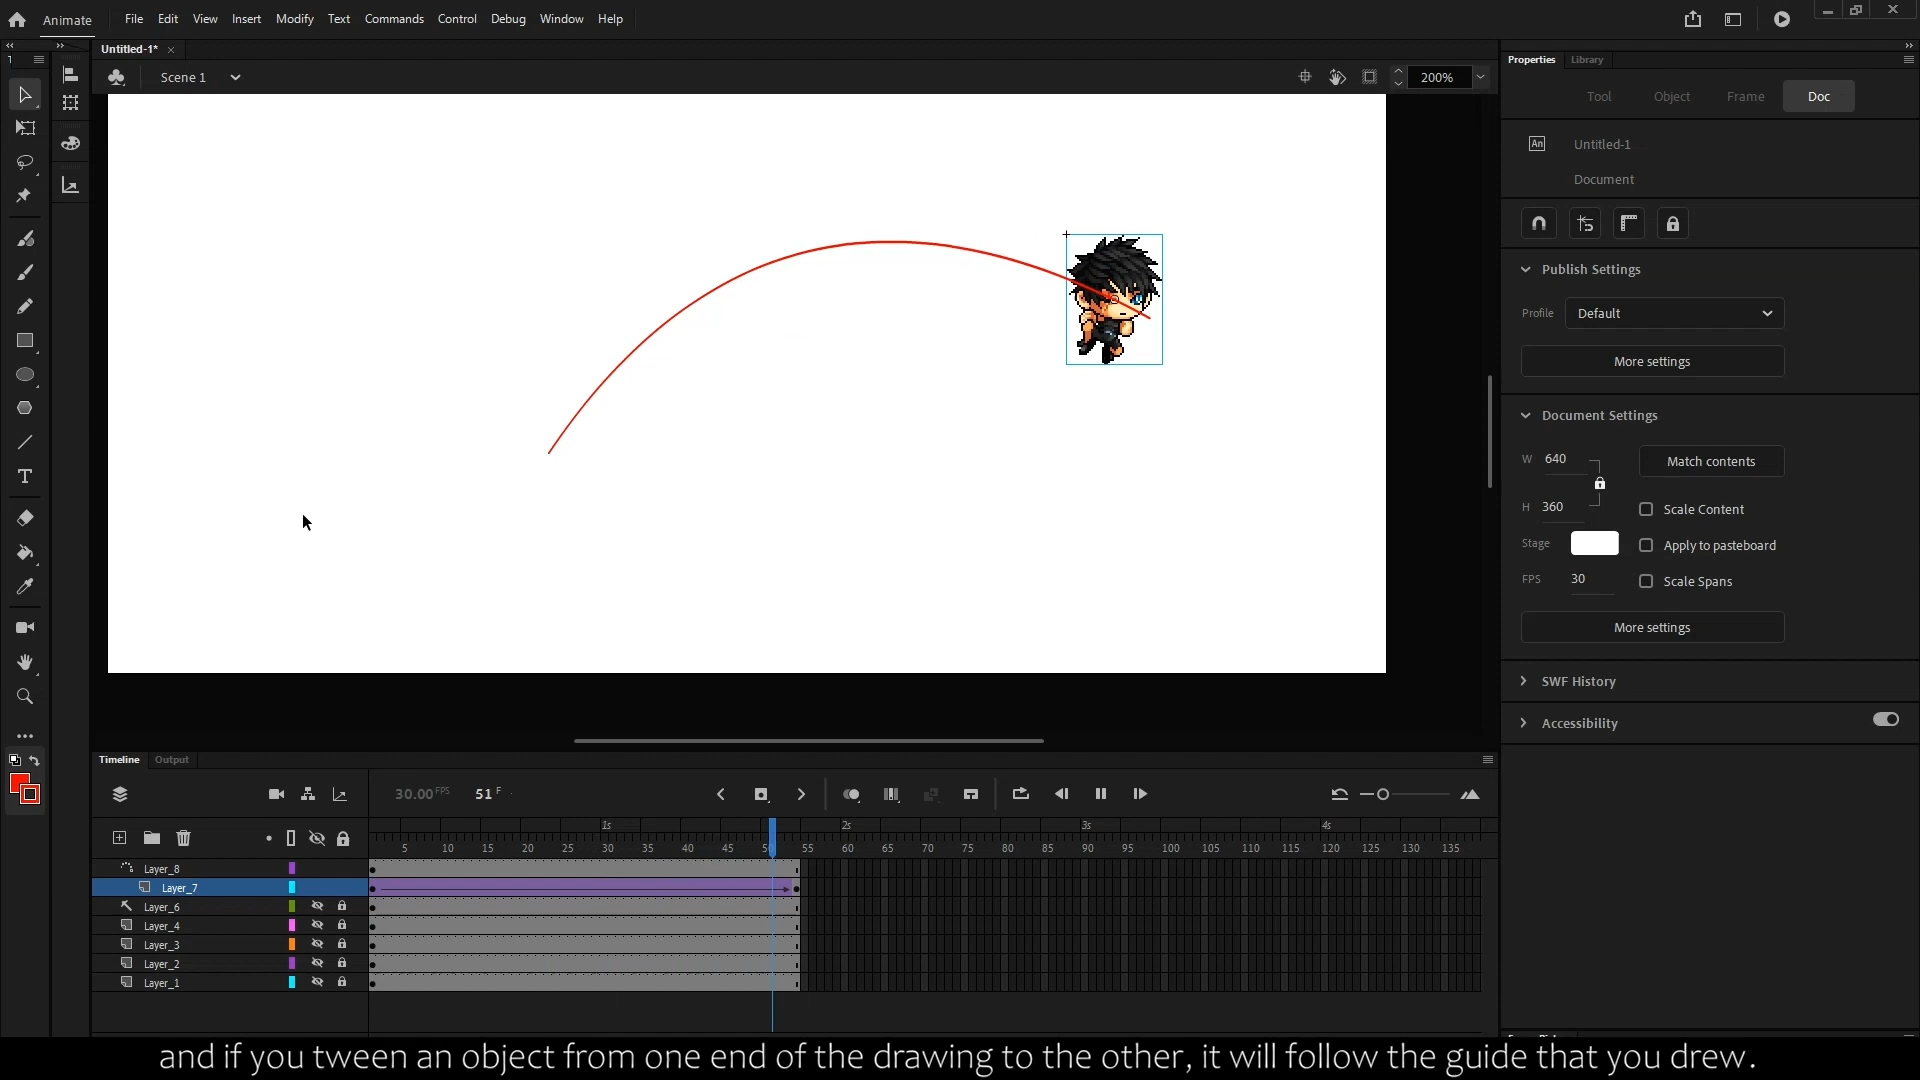 Animate File Edit View Insert Modify Text Commands Control Debug Window Help
Untitled-1*
Scene 1 200%
Properties Library
Tool Object Frame Doc
An Untitled-1
Document
Publish Settings
Profile Default
More settings
Document Settings
W 640 Match contents
H 360 Scale Content
Stage Apply to pasteboard
FPS 30 Scale Spans
More settings
SWF History
Accessibility
Timeline Output
30.00 FPS 51 F
1s 2s 3s 4s
5 10 15 20 25 30 35 40 45 50 55 60 65 70 75 80 85 90 95 100 105 110 115 120 125 130 135
Layer_8
Layer_7
Layer_6
Layer_4
Layer_3
Layer_2
Layer_1
and if you tween an object from one end of the drawing to the other, it will follow the guide that you drew.